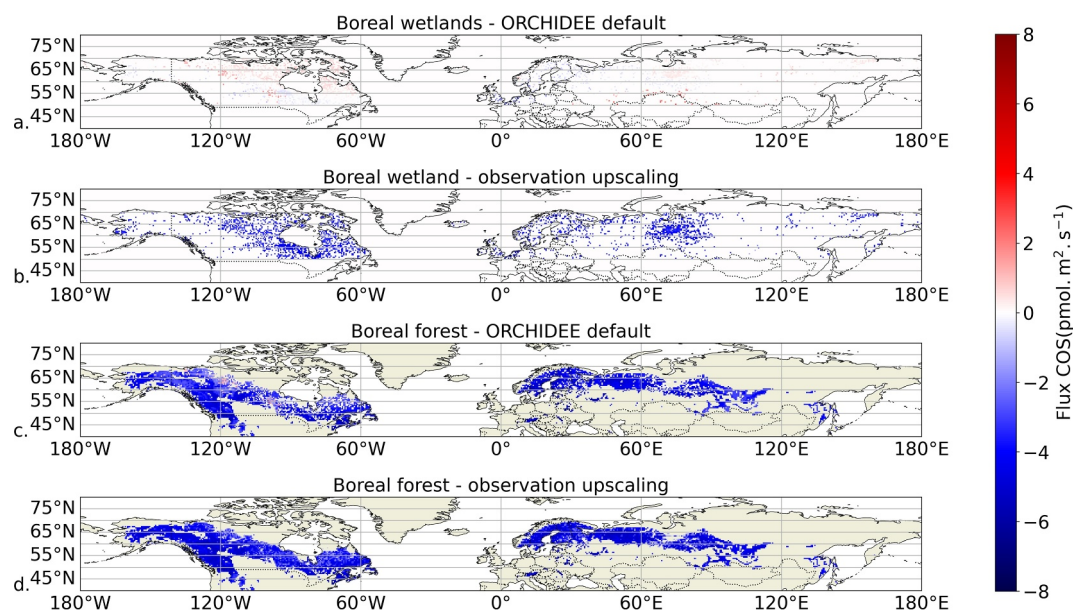 Boreal wetlands - ORCHIDEE default
75°N
65°N
55°N
45°N
a.
180°W 120°W 60°W 0° 60°E 120°E 180°E
Boreal wetland - observation upscaling
75°N
65°N
55°N
45°N
b.
180°W 120°W 60°W 0° 60°E 120°E 180°E
Boreal forest - ORCHIDEE default
75°N
65°N
55°N
45°N
c.
180°W 120°W 60°W 0° 60°E 120°E 180°E
Boreal forest - observation upscaling
75°N
65°N
55°N
45°N
d.
180°W 120°W 60°W 0° 60°E 120°E 180°E
8
6
4
2
0
−2
−4
−6
−8
Flux COS(pmol. m². s⁻¹)